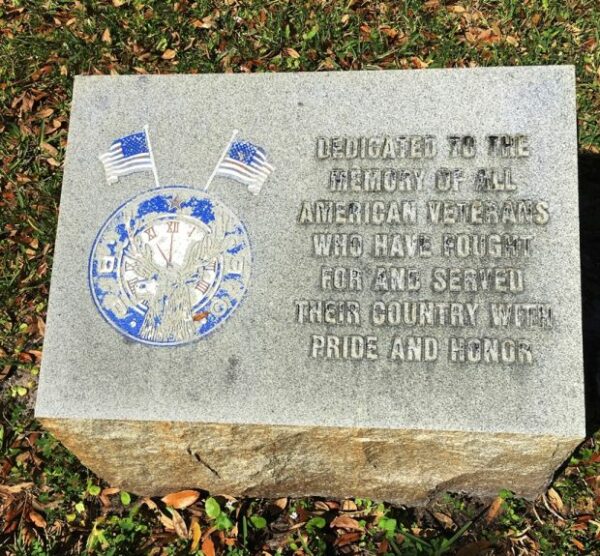 DEDICATED TO THE
MEMORY OF ALL
AMERICAN VETERANS
WHO HAVE FOUGHT
FOR AND SERVED
THEIR COUNTRY WITH
PRIDE AND HONOR
XII